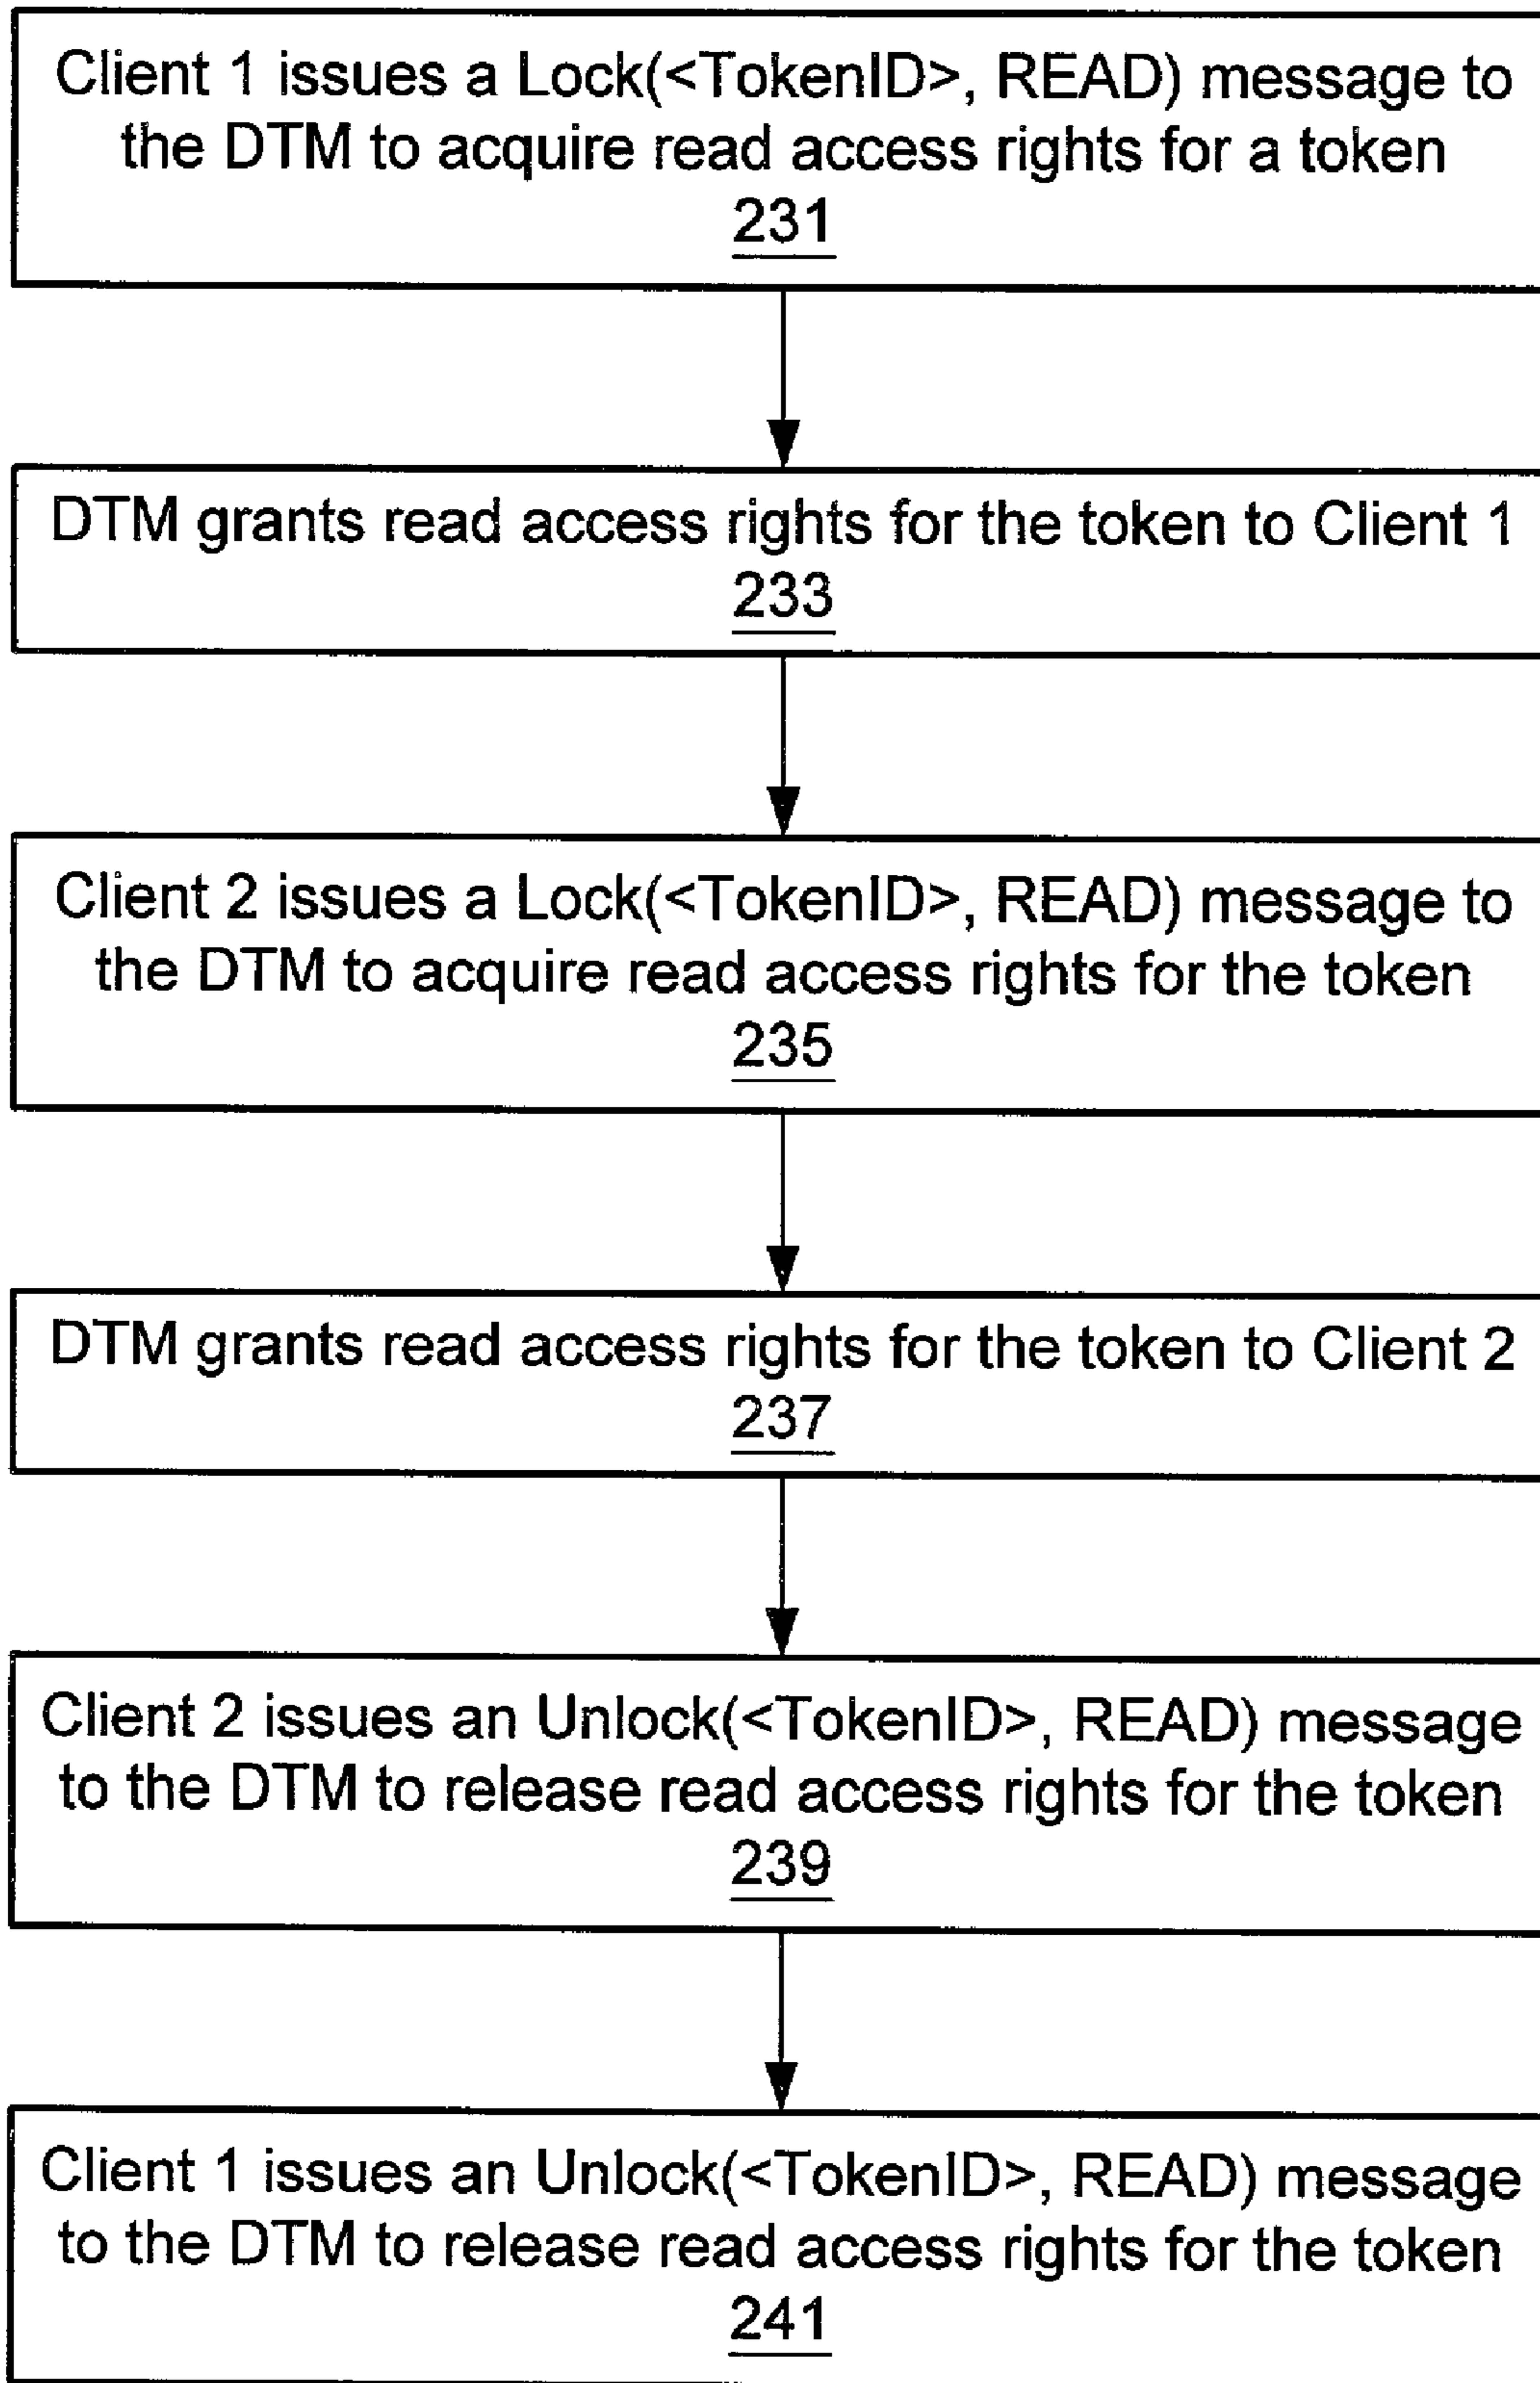 Client 1 issues a Lock(<TokenID>, READ) message to
the DTM to acquire read access rights for a token
231
DTM grants read access rights for the token to Client 1
233
Client 2 issues a Lock(<TokenID>, READ) message to
the DTM to acquire read access rights for the token
235
DTM grants read access rights for the token to Client 2
237
Client 2 issues an Unlock(<TokenID>, READ) message
to the DTM to release read access rights for the token
239
Client 1 issues an Unlock(<TokenID>, READ) message
to the DTM to release read access rights for the token
241